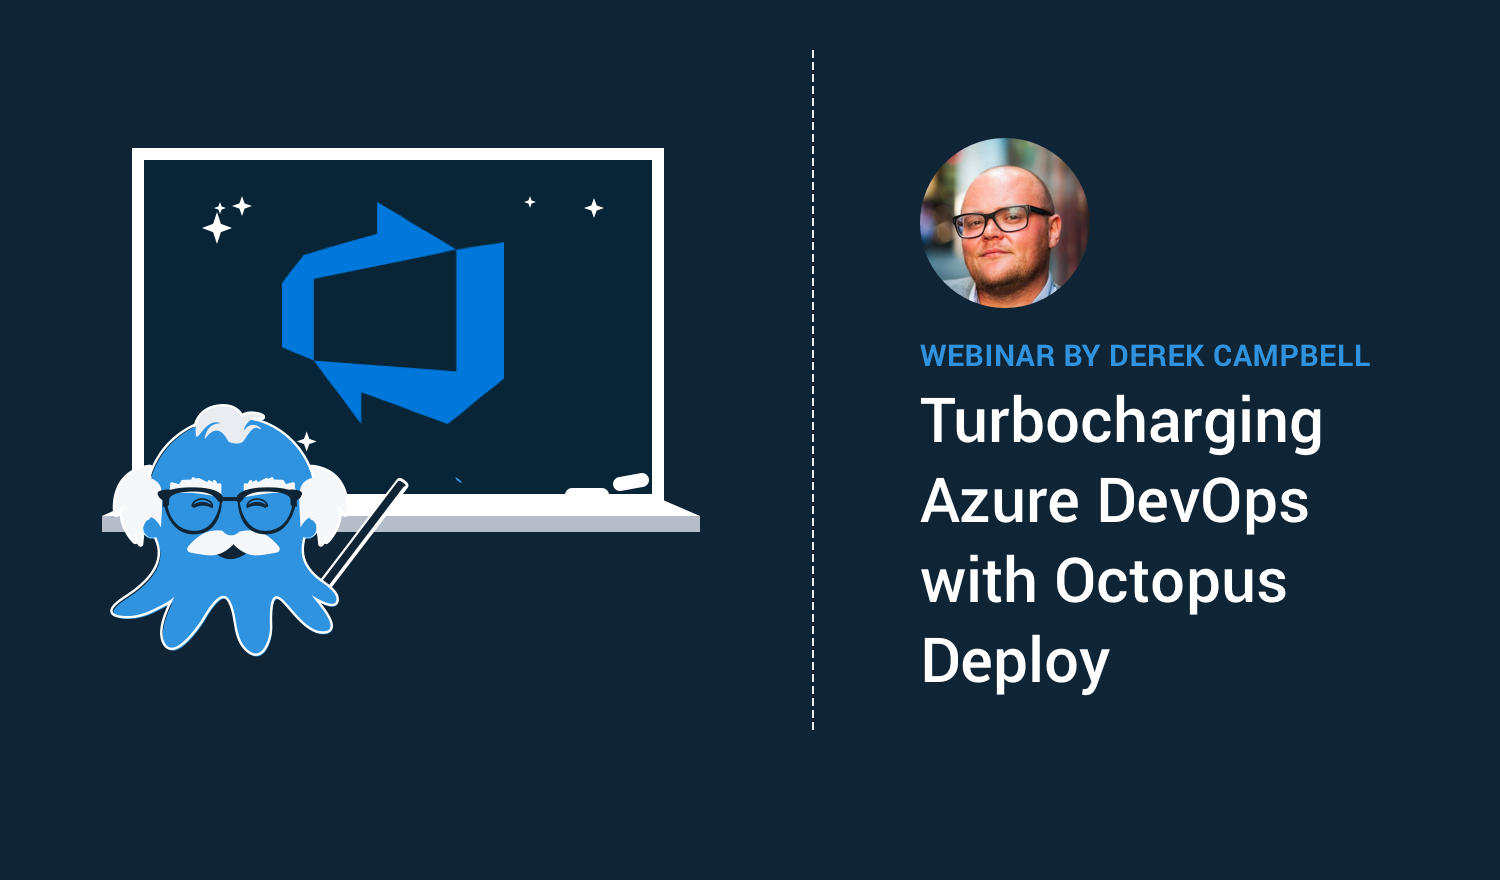 WEBINAR BY DEREK CAMPBELL
Turbocharging
Azure DevOps
with Octopus
Deploy